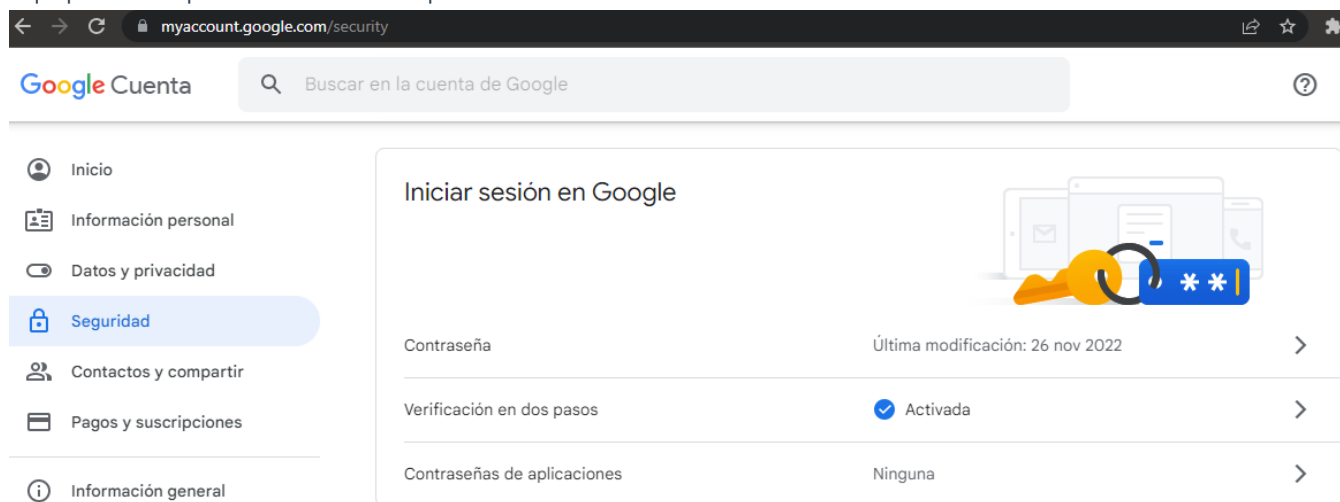 myaccount.google.com/security
Google Cuenta
Buscar en la cuenta de Google
Inicio
Información personal
Datos y privacidad
Seguridad
Contactos y compartir
Pagos y suscripciones
Información general
Iniciar sesión en Google
**
Contraseña
Última modificación: 26 nov 2022
Verificación en dos pasos
Activada
Contraseñas de aplicaciones
Ninguna